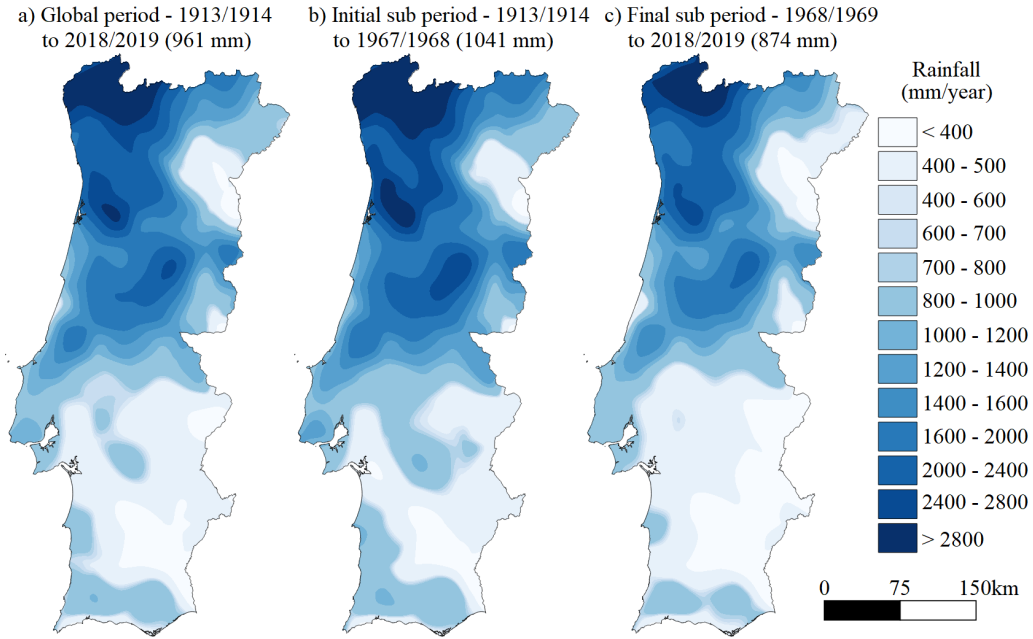 a) Global period - 1913/1914
to 2018/2019 (961 mm)
b) Initial sub period - 1913/1914
to 1967/1968 (1041 mm)
c) Final sub period - 1968/1969
to 2018/2019 (874 mm)
Rainfall
(mm/year)
< 400
400 - 500
400 - 600
600 - 700
700 - 800
800 - 1000
1000 - 1200
1200 - 1400
1400 - 1600
1600 - 2000
2000 - 2400
2400 - 2800
> 2800
0 75 150km